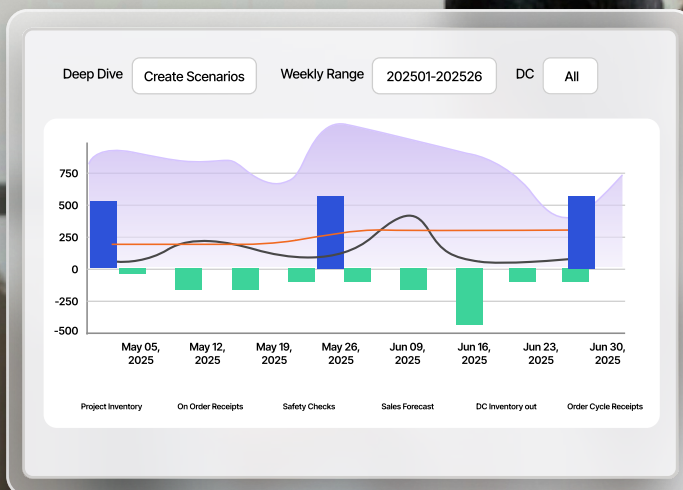 Deep Dive
Create Scenarios
Weekly Range
202501-202526
DC
All
750
500
250
0
-250
-500
May 05,
2025
May 12,
2025
May 19,
2025
May 26,
2025
Jun 09,
2025
Jun 16,
2025
Jun 23,
2025
Jun 30,
2025
Project Inventory
On Order Receipts
Safety Checks
Sales Forecast
DC Inventory out
Order Cycle Receipts